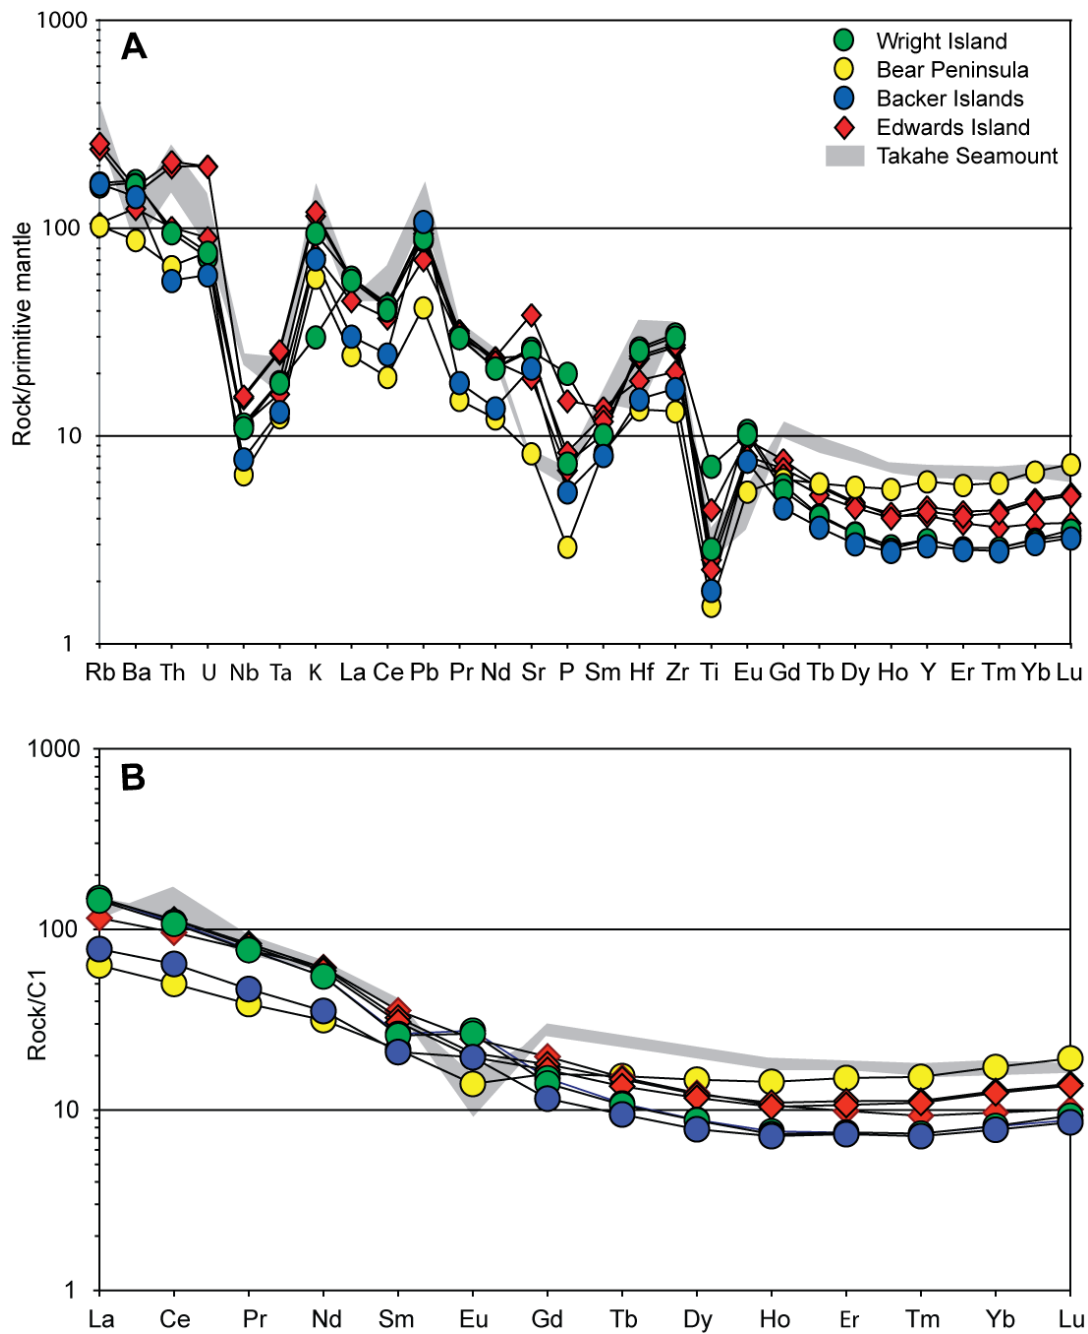 1000
A
Wright Island
Bear Peninsula
Backer Islands
Edwards Island
Takahe Seamount
100
10
1
Rock/primitive mantle
Rb Ba Th U Nb Ta K La Ce Pb Pr Nd Sr P Sm Hf Zr Ti Eu Gd Tb Dy Ho Y Er Tm Yb Lu
1000
B
100
10
1
Rock/C1
La Ce Pr Nd Sm Eu Gd Tb Dy Ho Er Tm Yb Lu